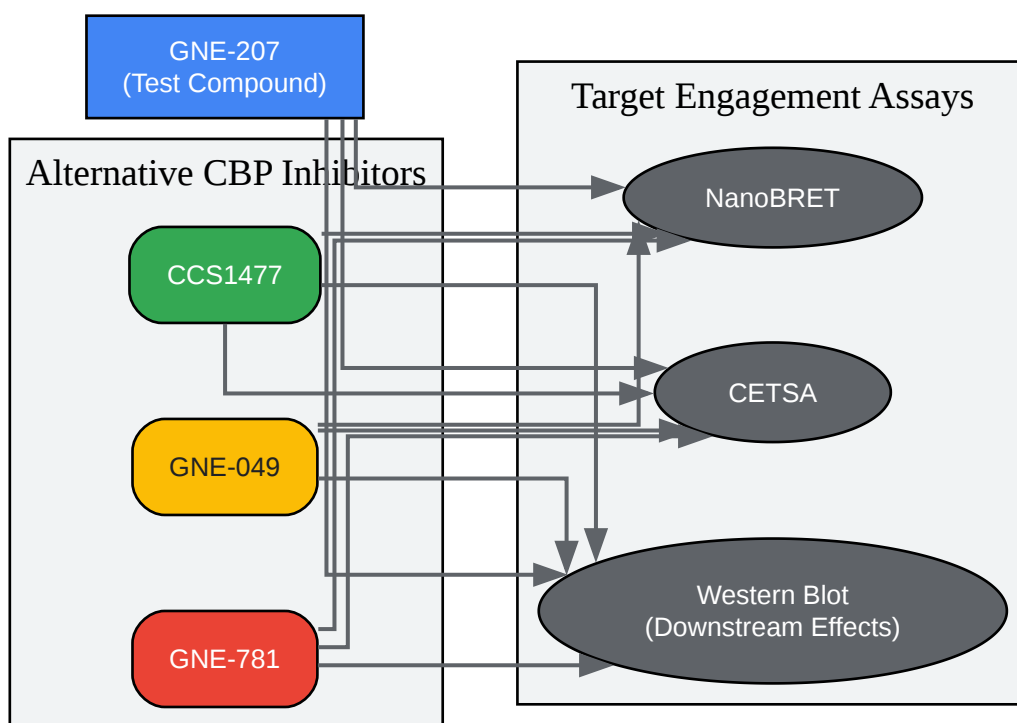 GNE-207
(Test Compound)
Alternative CBP Inhibitors
CCS1477
GNE-049
GNE-781
Target Engagement Assays
NanoBRET
CETSA
Western Blot
(Downstream Effects)